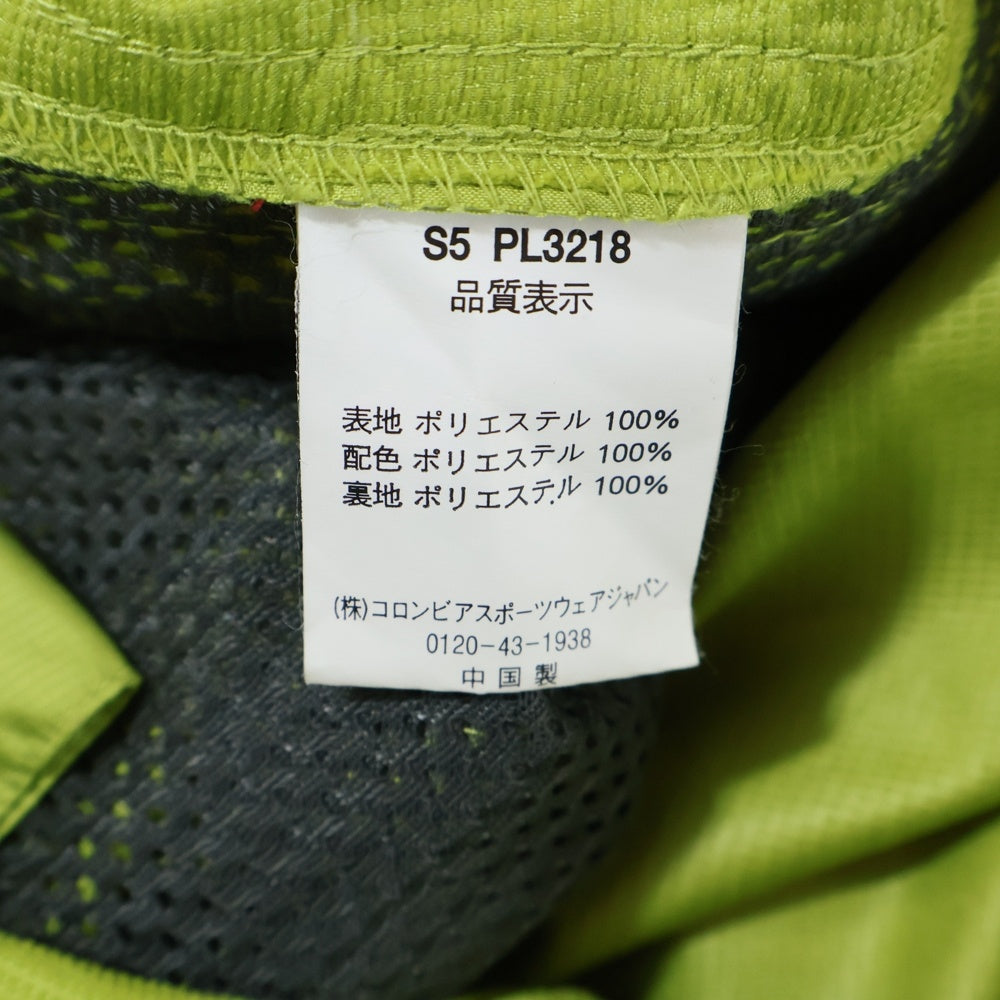 S5 PL3218
品質表示
表地 ポリエステル 100%
配色 ポリエステル 100%
裏地 ポリエステル 100%
(株)コロンビアスポーツウェアジャパン
0120-43-1938
中国製